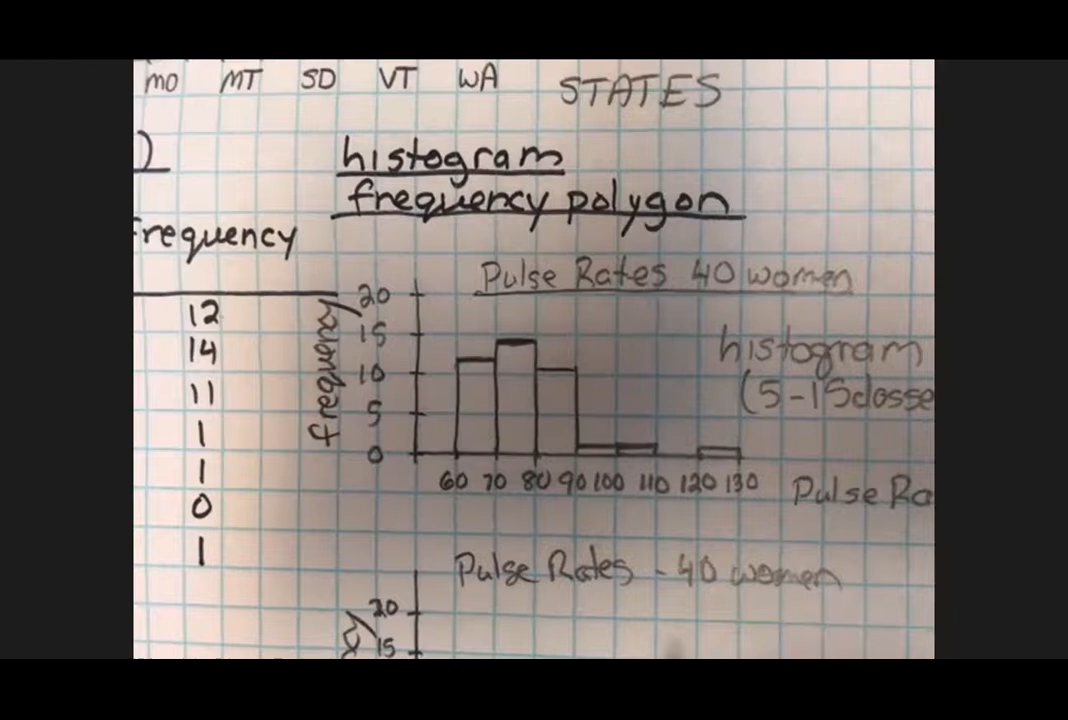 mo MT SD VT WA STATES
histogram
frequency polygon
frequency
Pulse Rates 40 women
12
14
11
1
1
0
1
frequency
20
15
10
5
0
60 70 80 90 100 110 120 130
Pulse Ra
histogram
(5-15 closse
Pulse Rates - 40 women
20
15